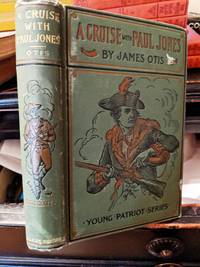 A CRUISE
WITH
PAUL JONES
OTIS
A CRUISE WITH PAUL JONES
BY JAMES OTIS
YOUNG PATRIOT SERIES